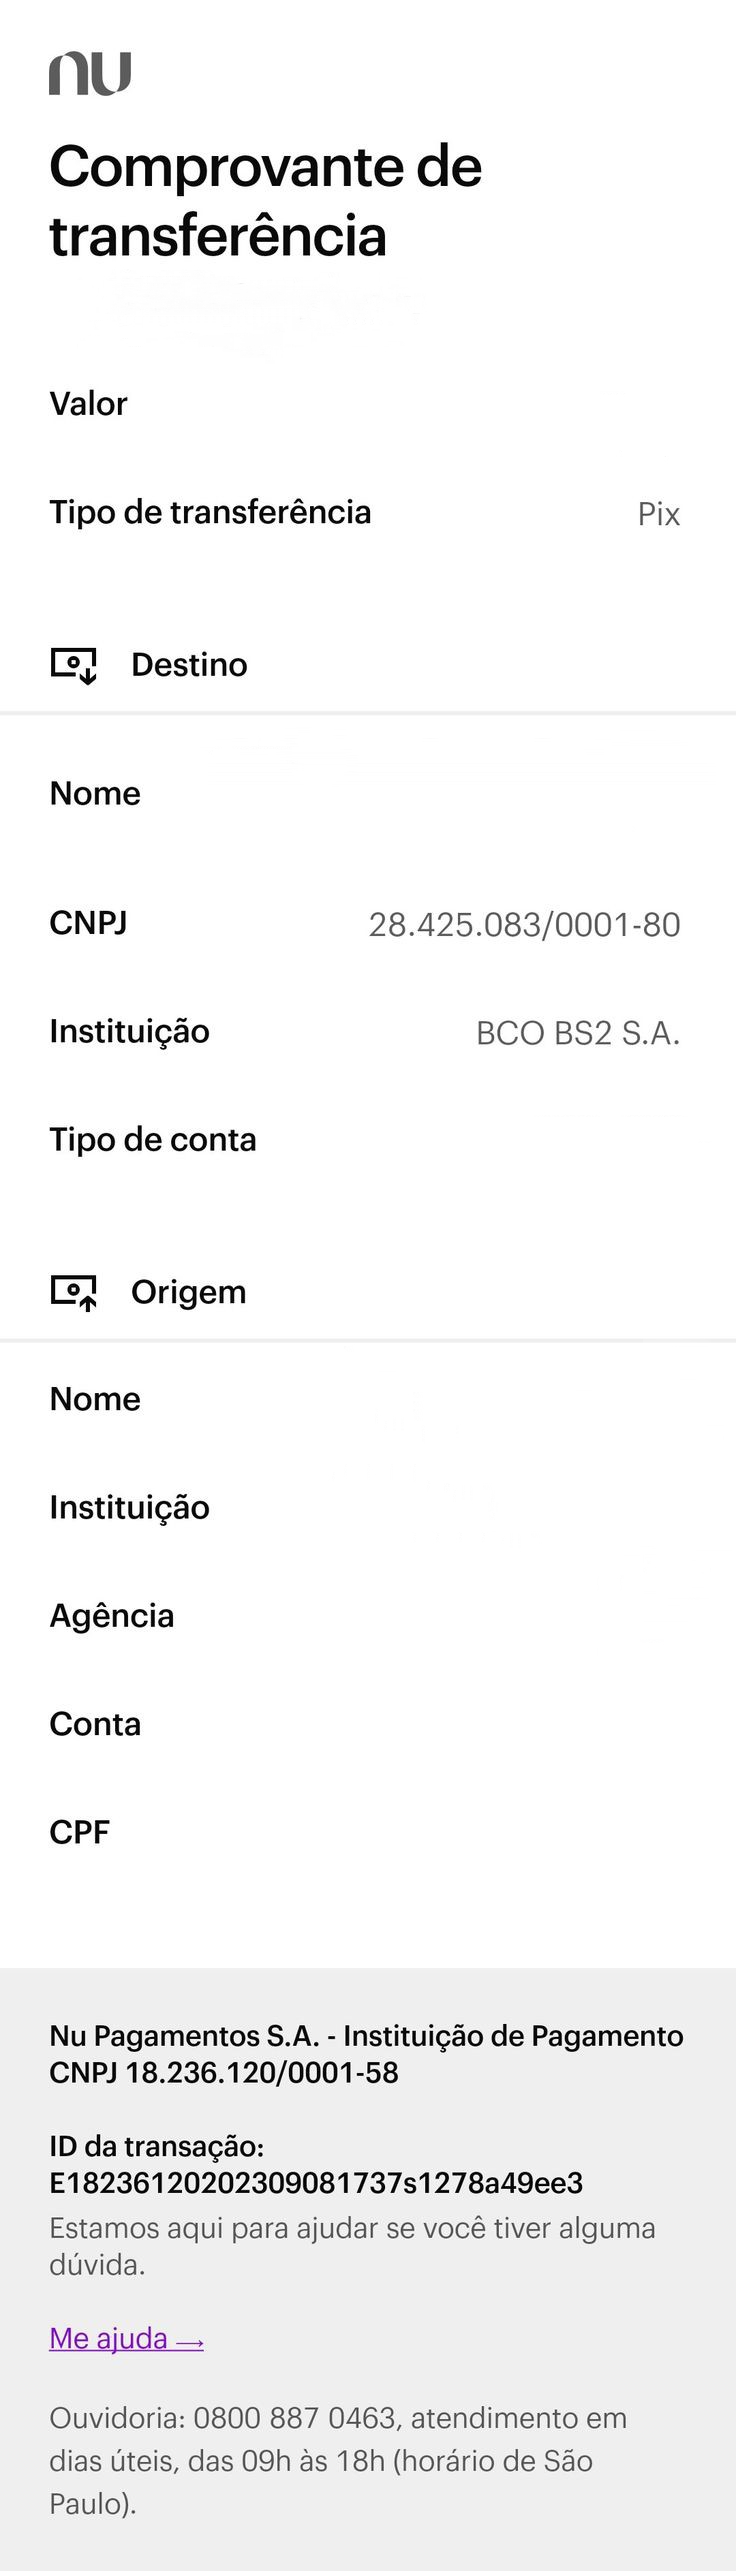 nu
Comprovante de
transferência
Valor
Tipo de transferência Pix
Destino
Nome
CNPJ 28.425.083/0001-80
Instituição BCO BS2 S.A.
Tipo de conta
Origem
Nome
Instituição
Agência
Conta
CPF
Nu Pagamentos S.A. - Instituição de Pagamento
CNPJ 18.236.120/0001-58
ID da transação:
E18236120202309081737s1278a49ee3
Estamos aqui para ajudar se você tiver alguma
dúvida.
Me ajuda →
Ouvidoria: 0800 887 0463, atendimento em
dias úteis, das 09h às 18h (horário de São
Paulo).